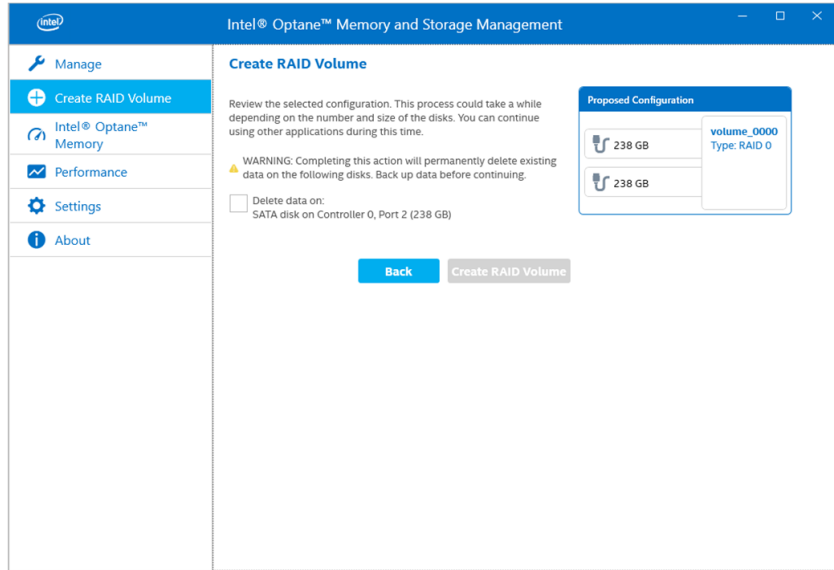 intel
Intel® Optane™ Memory and Storage Management
Manage
Create RAID Volume
Intel® Optane™
Memory
Performance
Settings
About
Create RAID Volume
Review the selected configuration. This process could take a while
depending on the number and size of the disks. You can continue
using other applications during this time.
WARNING: Completing this action will permanently delete existing
data on the following disks. Back up data before continuing.
Delete data on:
SATA disk on Controller 0, Port 2 (238 GB)
Back
Create RAID Volume
Proposed Configuration
238 GB
238 GB
volume_0000
Type: RAID 0